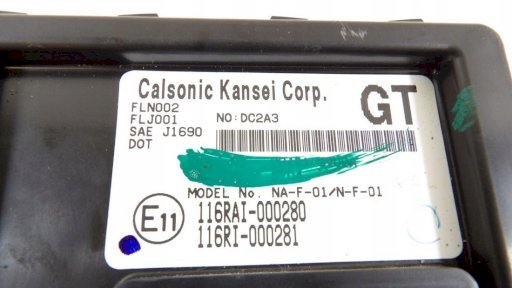 Calsonic Kansei Corp.
GT
FLN002
FLJ001 NO:DC2A3
SAE J1690
DOT
MODEL No. NA-F-01/N-F-01
E11
116RAI-000280
116RI-000281